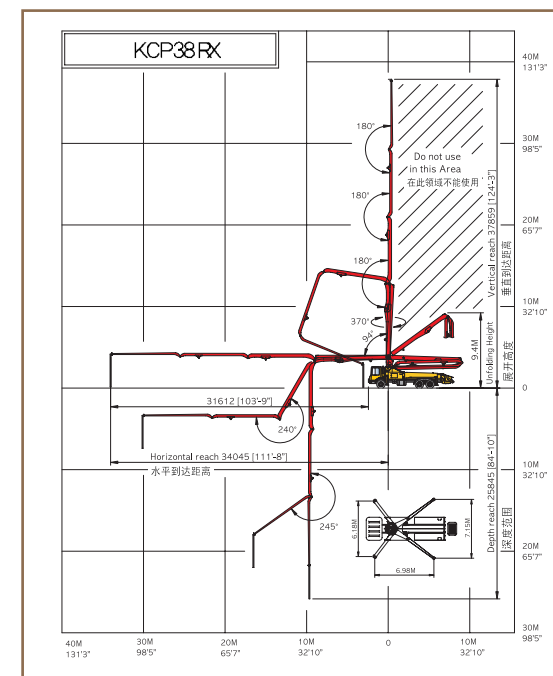 KCP38 RX
40M
131'3"
30M
98'5"
20M
65'7"
10M
32'10"
0
10M
32'10"
20M
65'7"
30M
98'5"
180°
180°
180°
370°
94°
Do not use
in this Area
在此领域不能使用
Vertical reach 37859 [124'-3"]
垂直到达距离
9.4M
Unfolding Height
展开高度
31612 [103'-9"]
240°
Horizontal reach 34045 [111'-8"]
水平到达距离
245°
Depth reach 25845 [84'-10"]
深度范围
6.18M
7.15M
6.98M
40M
131'3"
30M
98'5"
20M
65'7"
10M
32'10"
0
10M
32'10"